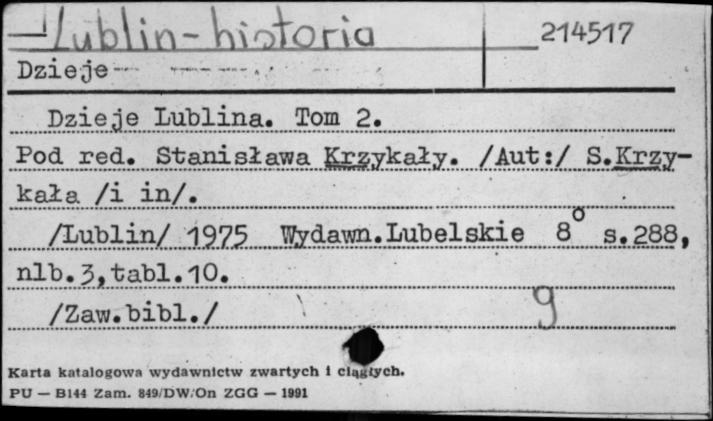 Lublin-historia 214517
Dzieje
Dzieje Lublina. Tom 2.
Pod red. Stanisława Krzykały. /Aut:/ S.Krzy-
kała /i in/.
/Lublin/ 1975 Wydawn.Lubelskie 8° s.288,
nlb.3,tabl.10.
/Zaw.bibl./ g
Karta katalogowa wydawnictw zwartych i ciągłych.
PU — B144 Zam. 849/DW/On ZGG — 1991